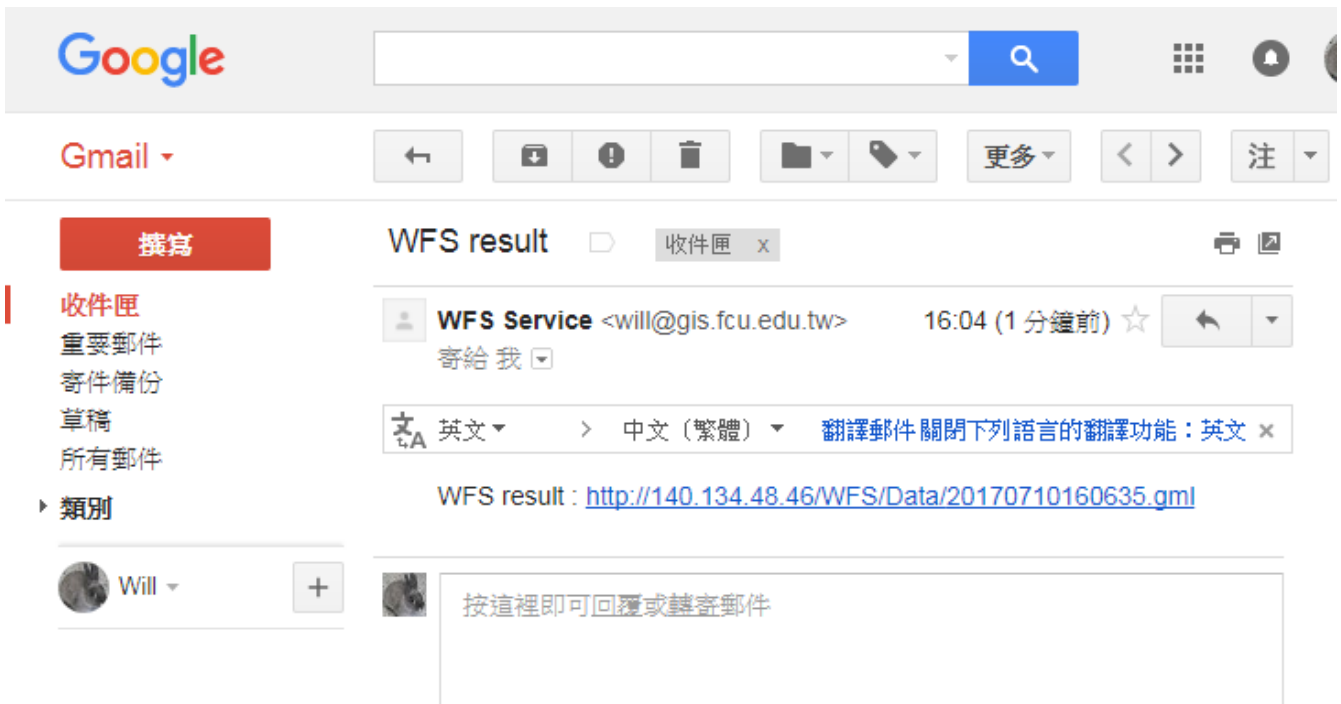 Google
Gmail
更多
注
撰寫
WFS result
收件匣 x
收件匣
重要郵件
寄件備份
草稿
所有郵件
類別
Will
WFS Service <will@gis.fcu.edu.tw>
16:04 (1 分鐘前)
寄給 我
英文 > 中文（繁體） 翻譯郵件 關閉下列語言的翻譯功能：英文 ×
WFS result : http://140.134.48.46/WFS/Data/20170710160635.gml
按這裡即可回覆或轉寄郵件